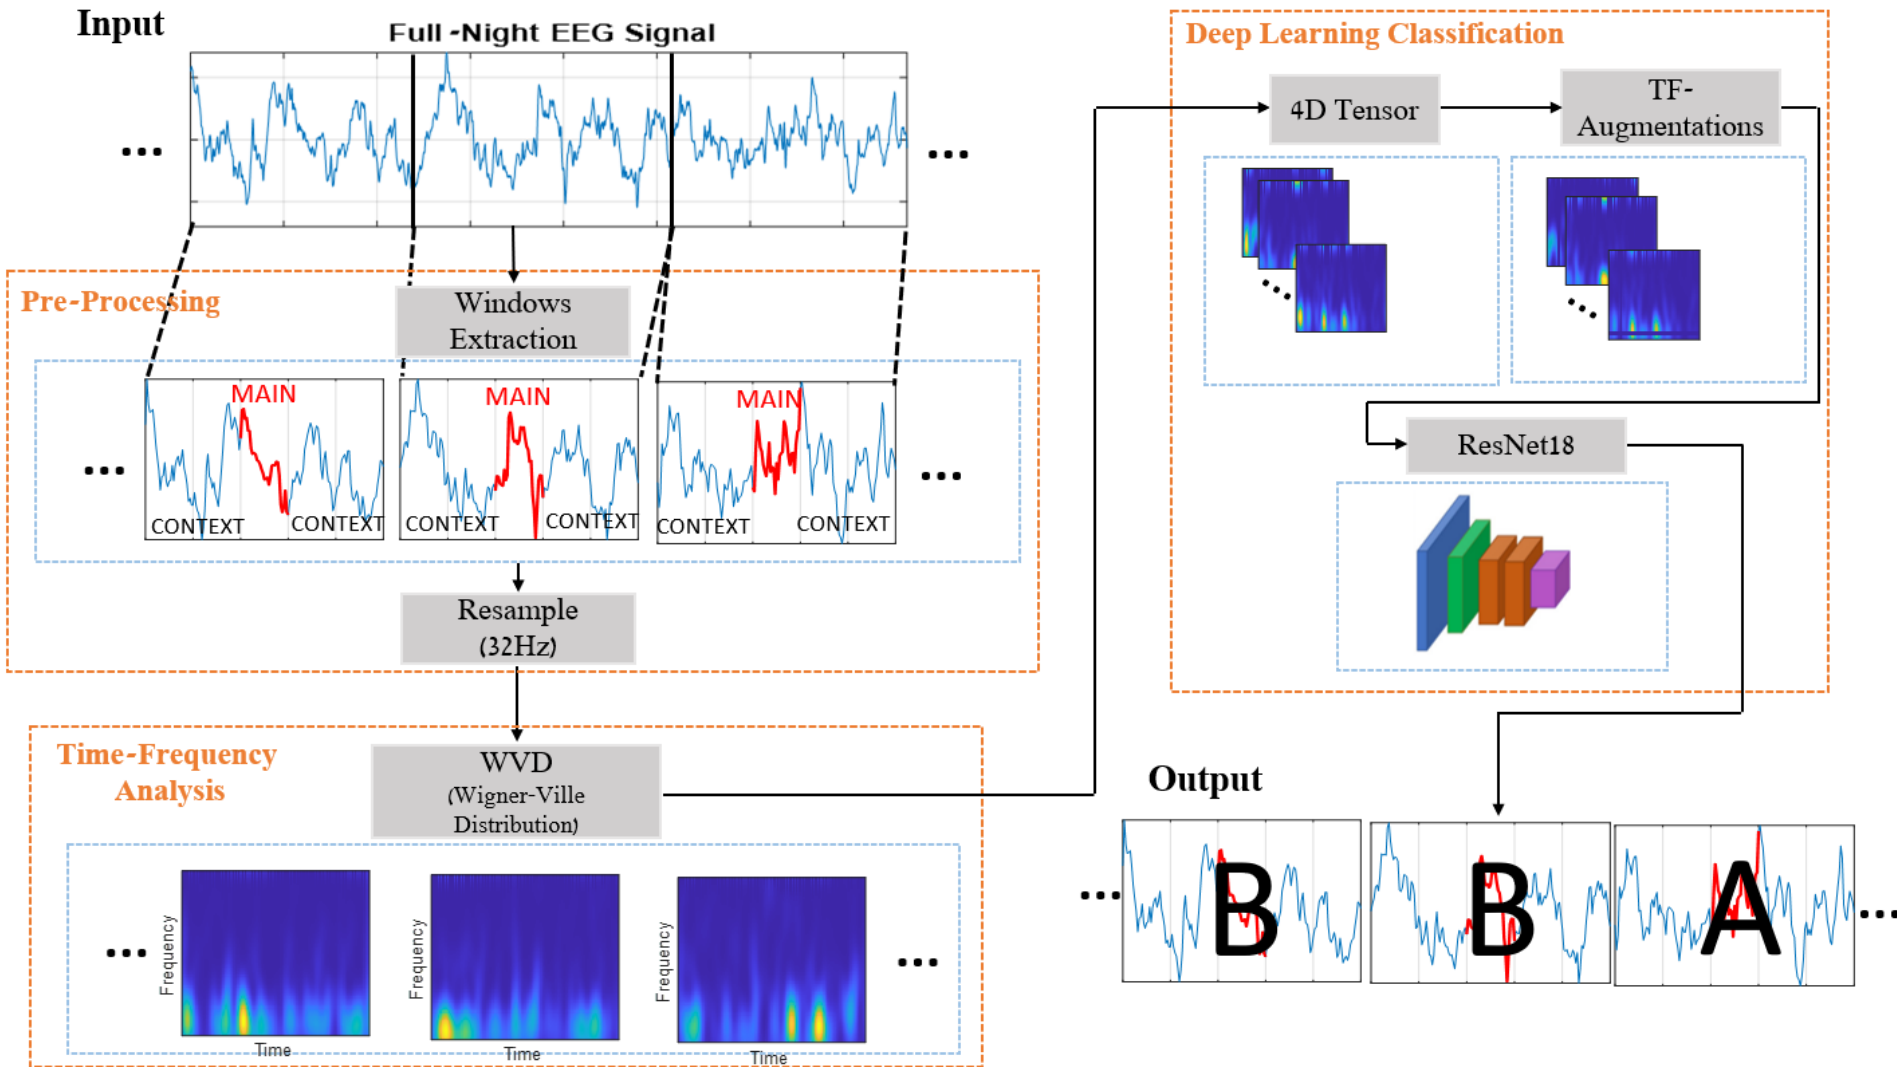 Input
Full -Night EEG Signal
Pre-Processing
Windows
Extraction
MAIN
CONTEXT
CONTEXT
MAIN
CONTEXT
CONTEXT
MAIN
CONTEXT
CONTEXT
Resample
(32Hz)
Time-Frequency
Analysis
WVD
(Wigner-Ville
Distribution)
Frequency
Time
Frequency
Time
Frequency
Time
Deep Learning Classification
4D Tensor
TF-
Augmentations
ResNet18
Output
B
B
A